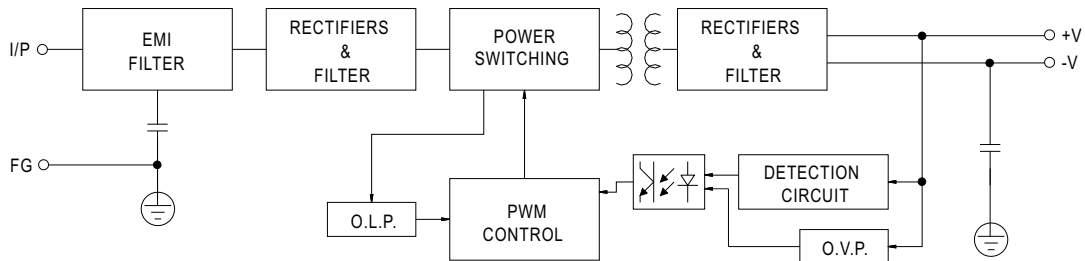 I/P
EMI
FILTER
RECTIFIERS
&
FILTER
POWER
SWITCHING
RECTIFIERS
&
FILTER
+V
-V
FG
O.L.P.
PWM
CONTROL
DETECTION
CIRCUIT
O.V.P.